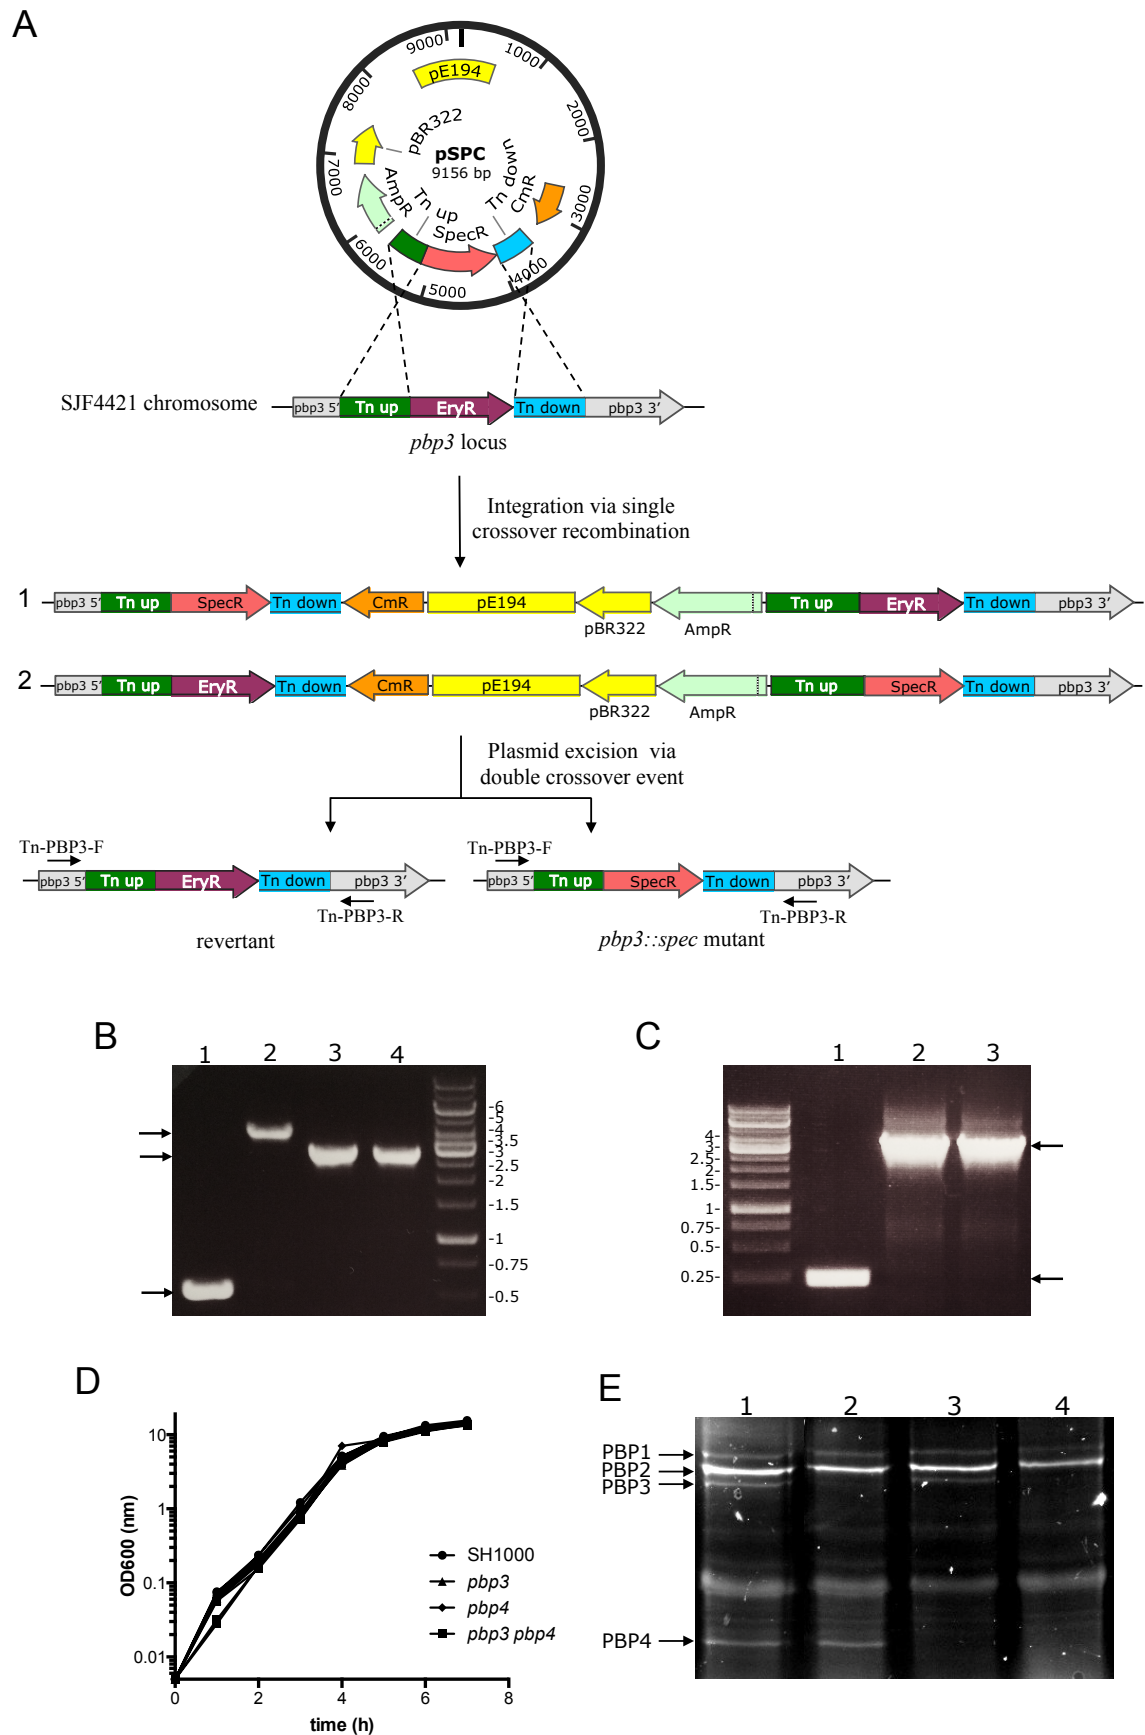 A
9000
1000
2000
3000
4000
5000
6000
7000
8000
pE194
pBR322
pSPC
9156 bp
AmpR
Tn up
SpecR
Tn down
CmR
SJF4421 chromosome
pbp3 5' Tn up EryR Tn down pbp3 3'
pbp3 locus
Integration via single
crossover recombination
1 pbp3 5' Tn up SpecR Tn down CmR pE194 Tn up EryR Tn down pbp3 3'
pBR322 AmpR
2 pbp3 5' Tn up EryR Tn down CmR pE194 Tn up SpecR Tn down pbp3 3'
pBR322 AmpR
Plasmid excision via
double crossover event
Tn-PBP3-F
pbp3 5' Tn up EryR Tn down pbp3 3'
Tn-PBP3-R
revertant
Tn-PBP3-F
pbp3 5' Tn up SpecR Tn down pbp3 3'
Tn-PBP3-R
pbp3::spec mutant
B
1 2 3 4
-6
-5
-4
-3.5
-3
-2.5
-2
-1.5
-1
-0.75
-0.5
C
1 2 3
4-
3-
2.5-
2-
1.5-
1-
0.75-
0.5-
0.25-
D
OD600 (nm)
10
1
0.1
0.01
0 2 4 6 8
time (h)
SH1000
pbp3
pbp4
pbp3 pbp4
E
1 2 3 4
PBP1
PBP2
PBP3
PBP4